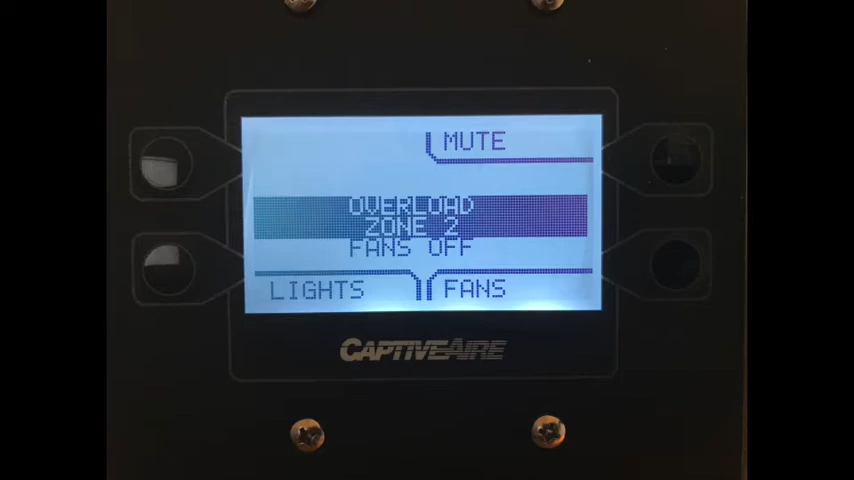 MUTE
OVERLOAD
ZONE 2
FANS OFF
LIGHTS
FANS
CAPTIVEAIRE